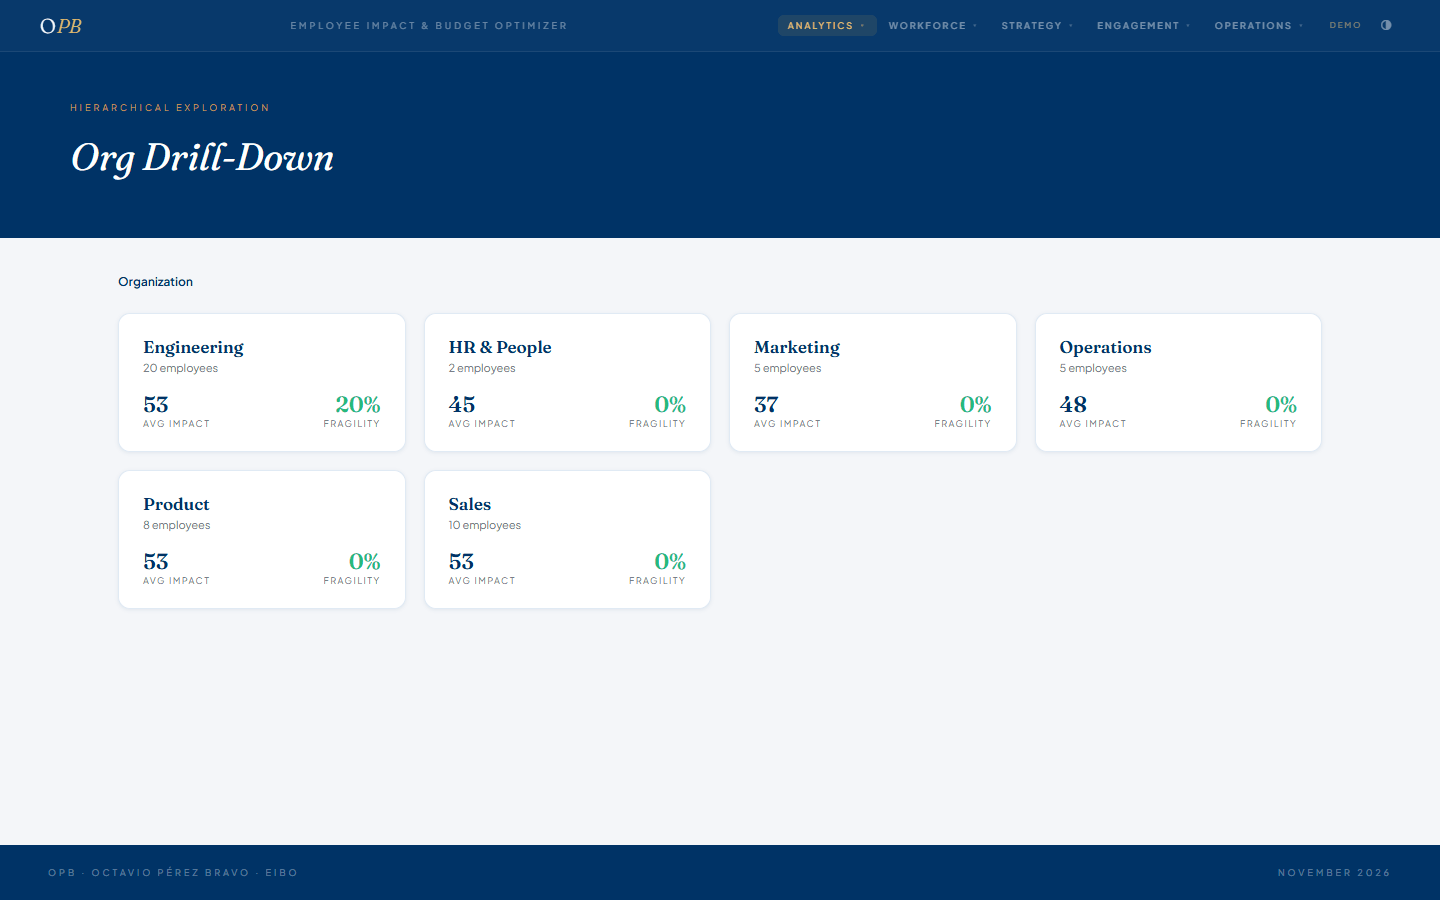 OPB
EMPLOYEE IMPACT & BUDGET OPTIMIZER
ANALYTICS
WORKFORCE
STRATEGY
ENGAGEMENT
OPERATIONS
DEMO
HIERARCHICAL EXPLORATION
Org Drill-Down
Organization
Engineering
20 employees
53
AVG IMPACT
20%
FRAGILITY
HR & People
2 employees
45
AVG IMPACT
0%
FRAGILITY
Marketing
5 employees
37
AVG IMPACT
0%
FRAGILITY
Operations
5 employees
48
AVG IMPACT
0%
FRAGILITY
Product
8 employees
53
AVG IMPACT
0%
FRAGILITY
Sales
10 employees
53
AVG IMPACT
0%
FRAGILITY
OPB · OCTAVIO PÉREZ BRAVO · EIBO
NOVEMBER 2026